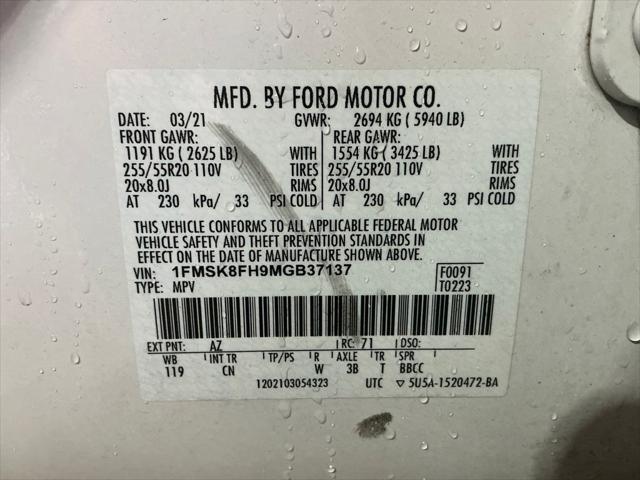 MFD. BY FORD MOTOR CO.
DATE: 03/21 GVWR: 2694 KG ( 5940 LB)
FRONT GAWR: REAR GAWR:
1191 KG ( 2625 LB) WITH 1554 KG ( 3425 LB) WITH
255/55R20 110V TIRES 255/55R20 110V TIRES
20x8.0J RIMS 20x8.0J RIMS
AT 230 kPa/ 33 PSI COLD AT 230 kPa/ 33 PSI COLD
THIS VEHICLE CONFORMS TO ALL APPLICABLE FEDERAL MOTOR
VEHICLE SAFETY AND THEFT PREVENTION STANDARDS IN
EFFECT ON THE DATE OF MANUFACTURE SHOWN ABOVE.
VIN: 1FMSK8FH9MGB37137 F0091
TYPE: MPV T0223
EXT PNT: AZ RC: 71 DSO:
WB INT TR TP/PS R AXLE TR SPR
119 CN W 3B T BBCC
1202103054323 UTC ▽ 5U5A-1520472-BA